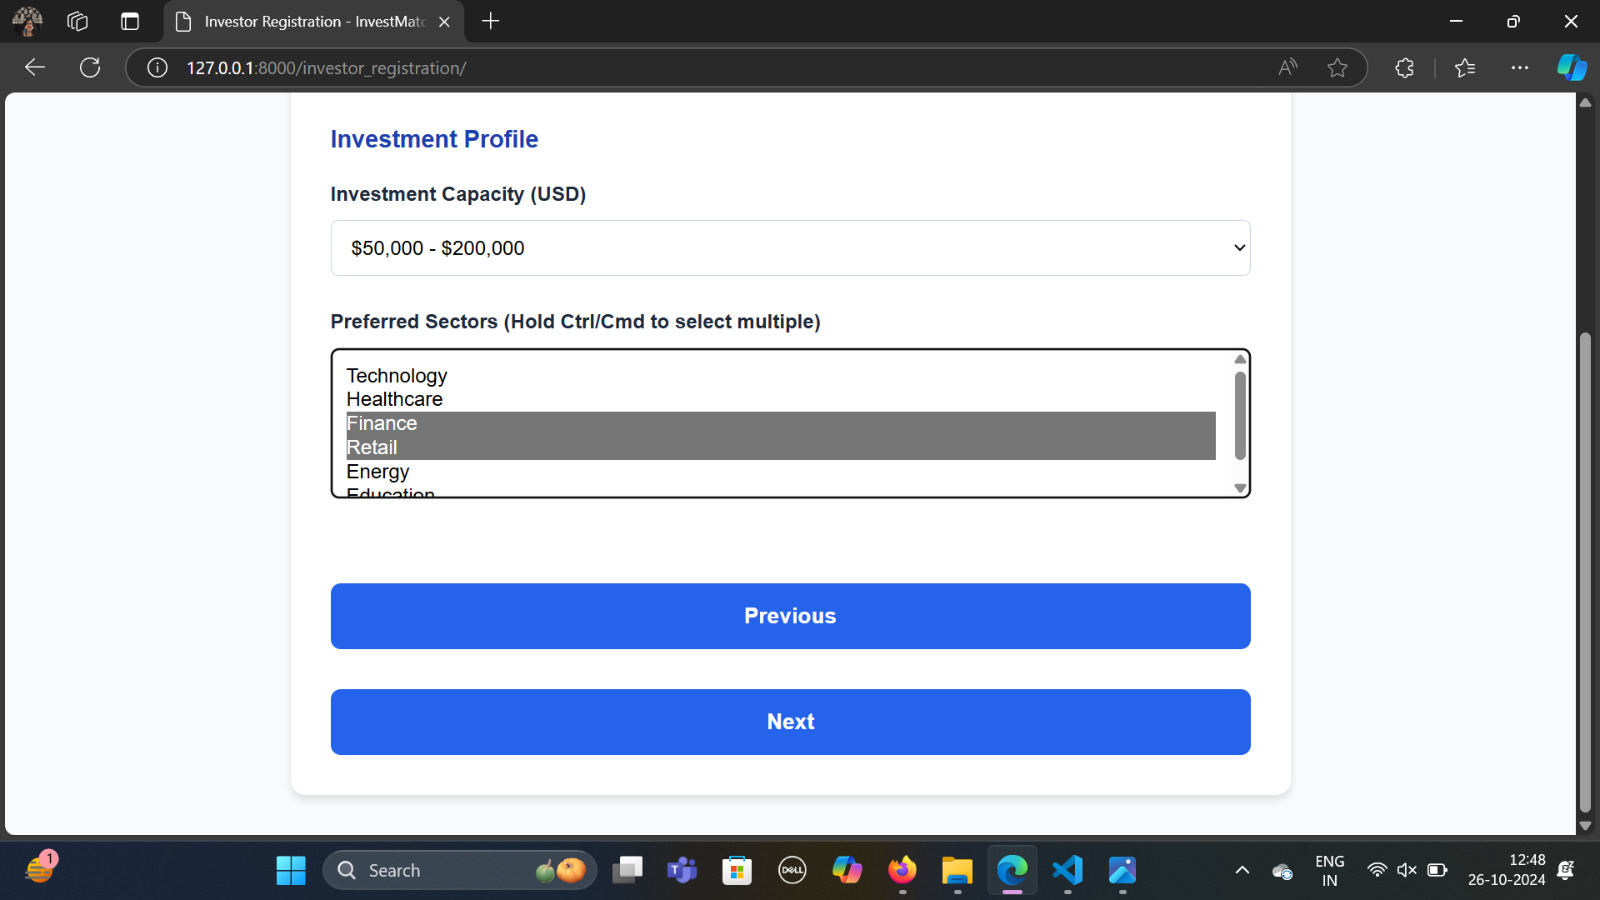 Investor Registration - InvestMatc
127.0.0.1:8000/investor_registration/
Investment Profile
Investment Capacity (USD)
$50,000 - $200,000
Preferred Sectors (Hold Ctrl/Cmd to select multiple)
Technology
Healthcare
Finance
Retail
Energy
Education
Previous
Next
1
Search
DELL
ENG
IN
12:48
26-10-2024